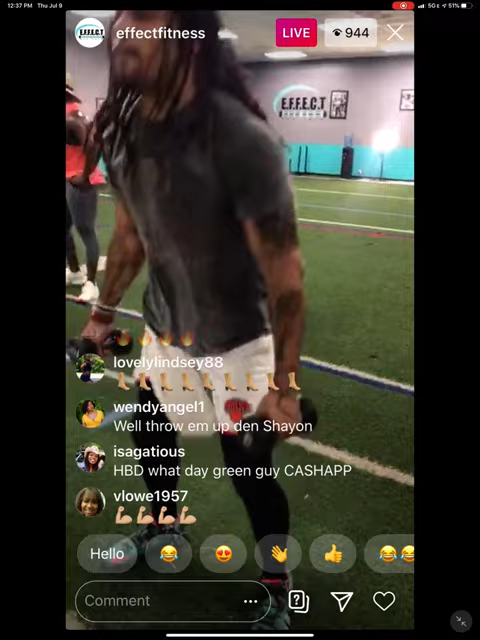 12:37 PM Thu Jul 9
5GE 51%
effectfitness
LIVE
944
E.F.F.E.C.T
lovelylindsey88
wendyangel1
Well throw em up den Shayon
isagatious
HBD what day green guy CASHAPP
vlowe1957
Hello
Comment